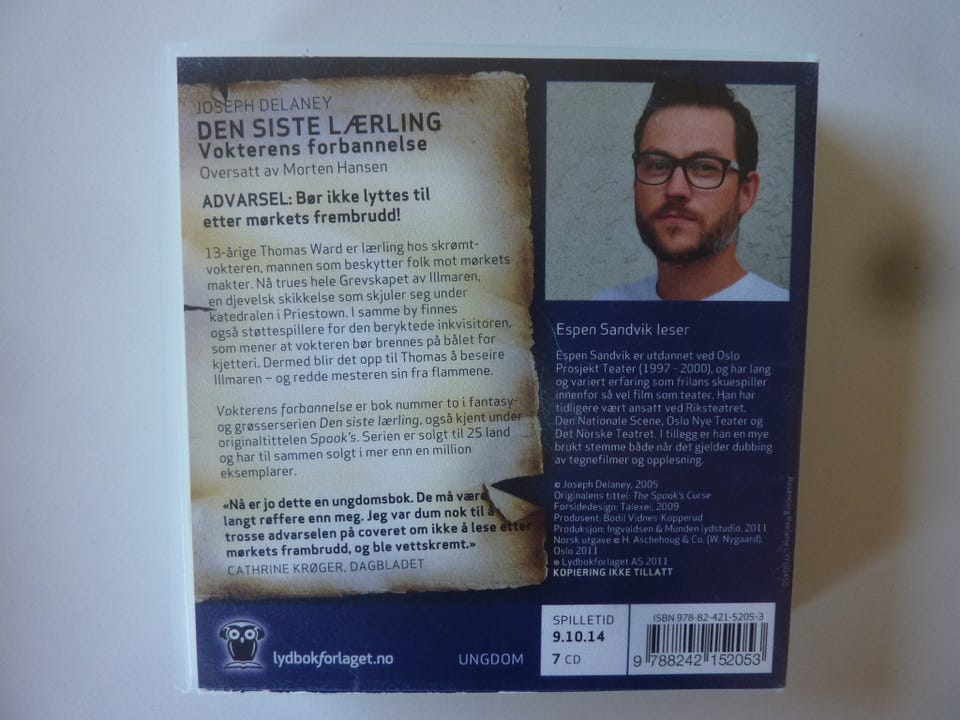 JOSEPH DELANEY
DEN SISTE LÆRLING
Vokterens forbannelse
Oversatt av Morten Hansen
ADVARSEL: Bør ikke lyttes til
etter mørkets frembrudd!
13-årige Thomas Ward er lærling hos skrømt-
vokteren, mannen som beskytter folk mot mørkets
makter. Nå trues hele Grevskapet av Illmaren,
en djevelsk skikkelse som skjuler seg under
katedralen i Priestown. I samme by finnes
også støttespillere for den beryktede inkvisitoren,
som mener at vokteren bør brennes på bålet for
kjetteri. Dermed blir det opp til Thomas å beseire
Illmaren – og redde mesteren sin fra flammene.
Vokterens forbannelse er bok nummer to i fantasy-
og grøsserserien Den siste lærling, også kjent under
originaltittelen Spook's. Serien er solgt til 25 land
og har til sammen solgt i mer enn en million
eksemplarer.
«Nå er jo dette en ungdomsbok. De må være
langt røffere enn meg. Jeg var dum nok til å
trosse advarselen på coveret om ikke å lese etter
mørkets frambrudd, og ble vettskremt.»
CATHRINE KRØGER, DAGBLADET
lydbokforlaget.no
UNGDOM
Espen Sandvik leser
Espen Sandvik er utdannet ved Oslo
Prosjekt Teater (1997 - 2000), og har lang
og variert erfaring som frilans skuespiller
innenfor så vel film som teater. Han har
tidligere vært ansatt ved Riksteatret,
Den Nationale Scene, Oslo Nye Teater og
Det Norske Teatret. I tillegg er han en mye
brukt stemme både når det gjelder dubbing
av tegnefilmer og opplesning.
© Joseph Delaney, 2005
Originalens tittel: The Spook's Curse
Forsidedesign: Talexei, 2009
Produsent: Bodil Vidnes-Kopperud
Produksjon: Ingvaldsen & Munden lydstudio, 2011
Norsk utgave © H. Aschehoug & Co. (W. Nygaard),
Oslo 2011
℗ Lydbokforlaget AS 2011
KOPIERING IKKE TILLATT
SPILLETID
9.10.14
7 CD
ISBN 978-82-421-5205-3
9 788242 152053